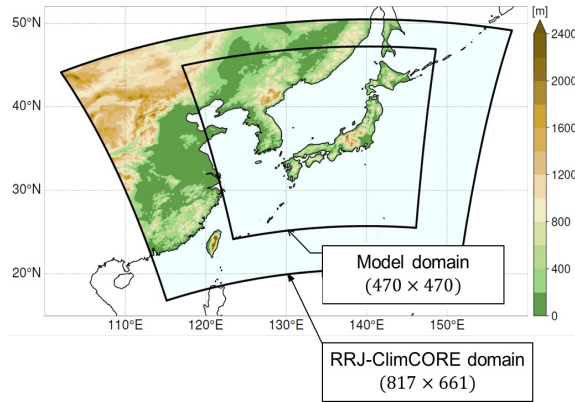 [m]
50°N
40°N
30°N
20°N
2400
2000
1600
1200
800
400
0
Model domain
(470 × 470)
110°E
120°E
130°E
140°E
150°E
RRJ-ClimCORE domain
(817 × 661)